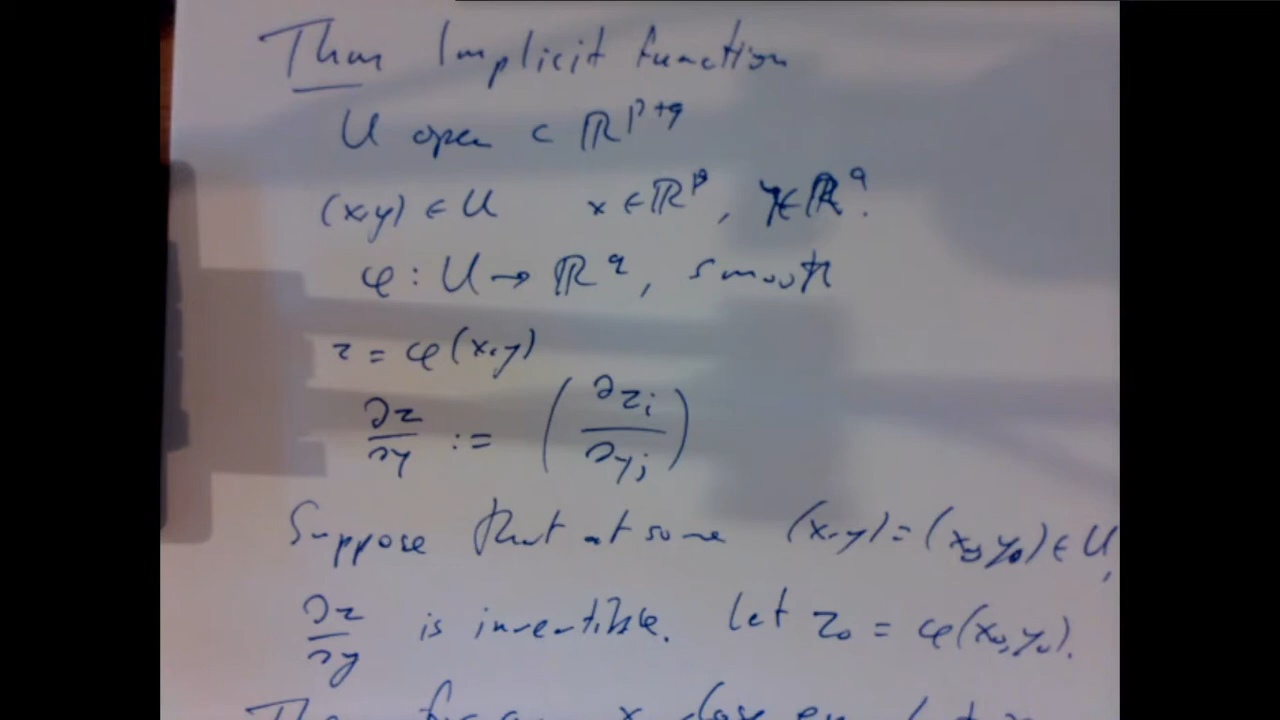 Thm Implicit function
U open ⊂ ℝ^{p+q}
(x,y) ∈ U x ∈ ℝ^p, y ∈ ℝ^q.
φ : U → ℝ^q, smooth
z = φ(x,y)
∂z/∂y := (∂z_i/∂y_j)
Suppose that at some (x,y) = (x_0, y_0) ∈ U,
∂z/∂y is invertible. Let z_0 = φ(x_0, y_0).
x close